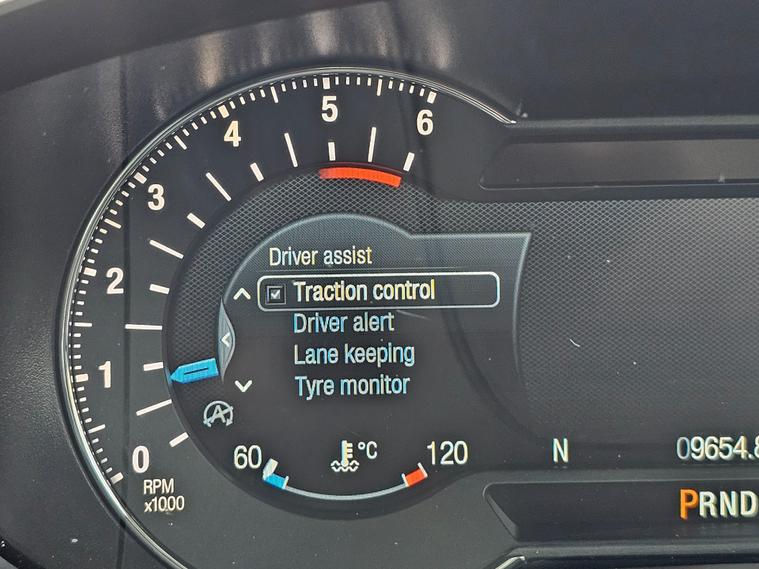 6
5
4
3
2
1
0
RPM
x1000
Driver assist
Traction control
Driver alert
Lane keeping
Tyre monitor
60 °C 120
N 09654.8
PRND